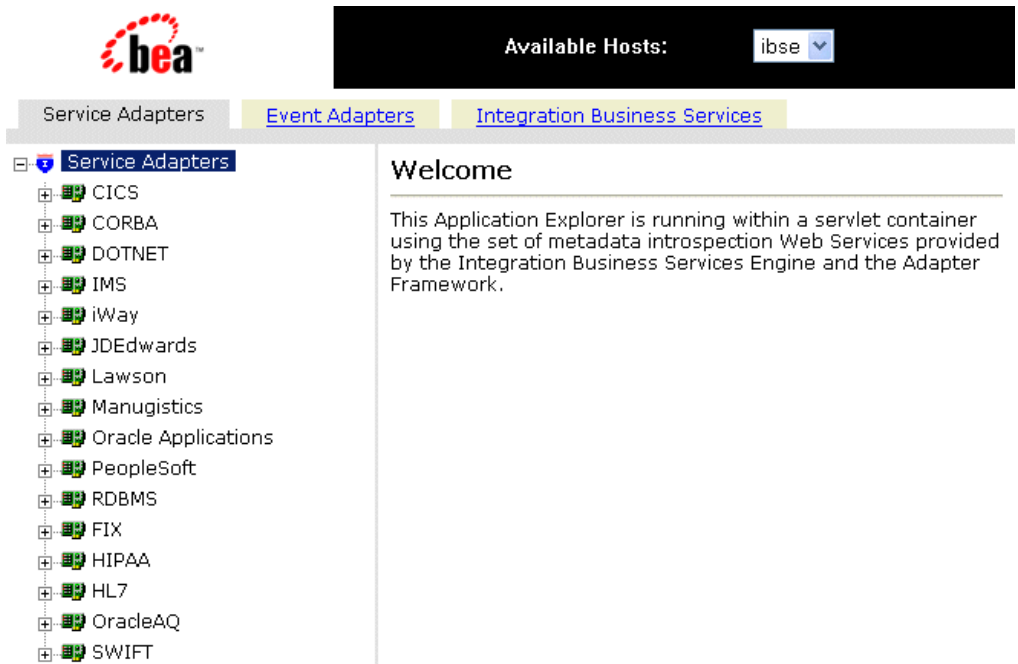 bea™
Available Hosts:
ibse
Service Adapters
Event Adapters
Integration Business Services
Service Adapters
CICS
CORBA
DOTNET
IMS
iWay
JDEdwards
Lawson
Manugistics
Oracle Applications
PeopleSoft
RDBMS
FIX
HIPAA
HL7
OracleAQ
SWIFT
Welcome
This Application Explorer is running within a servlet container
using the set of metadata introspection Web Services provided
by the Integration Business Services Engine and the Adapter
Framework.